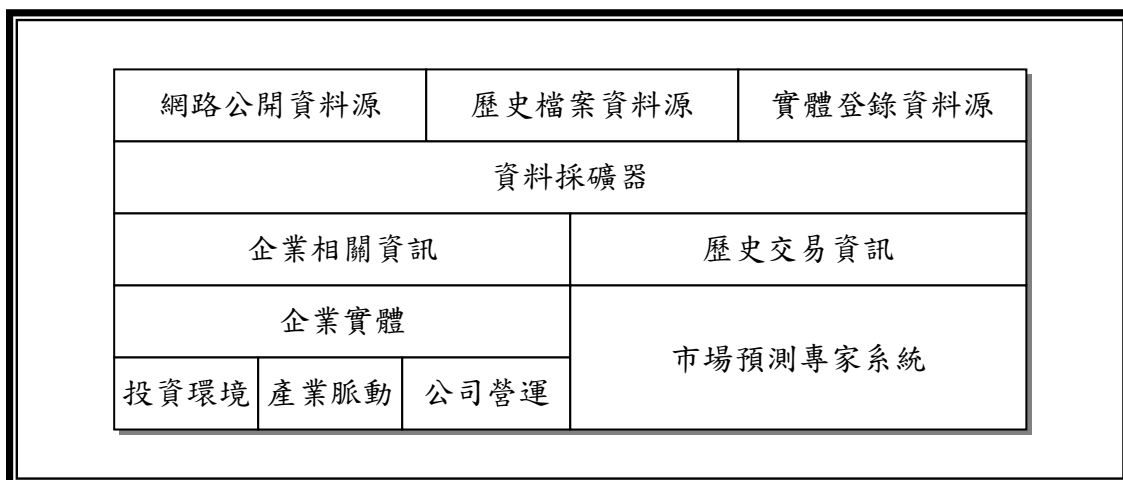 網路公開資料源
歷史檔案資料源
實體登錄資料源
資料採礦器
企業相關資訊
歷史交易資訊
企業實體
市場預測專家系統
投資環境
產業脈動
公司營運